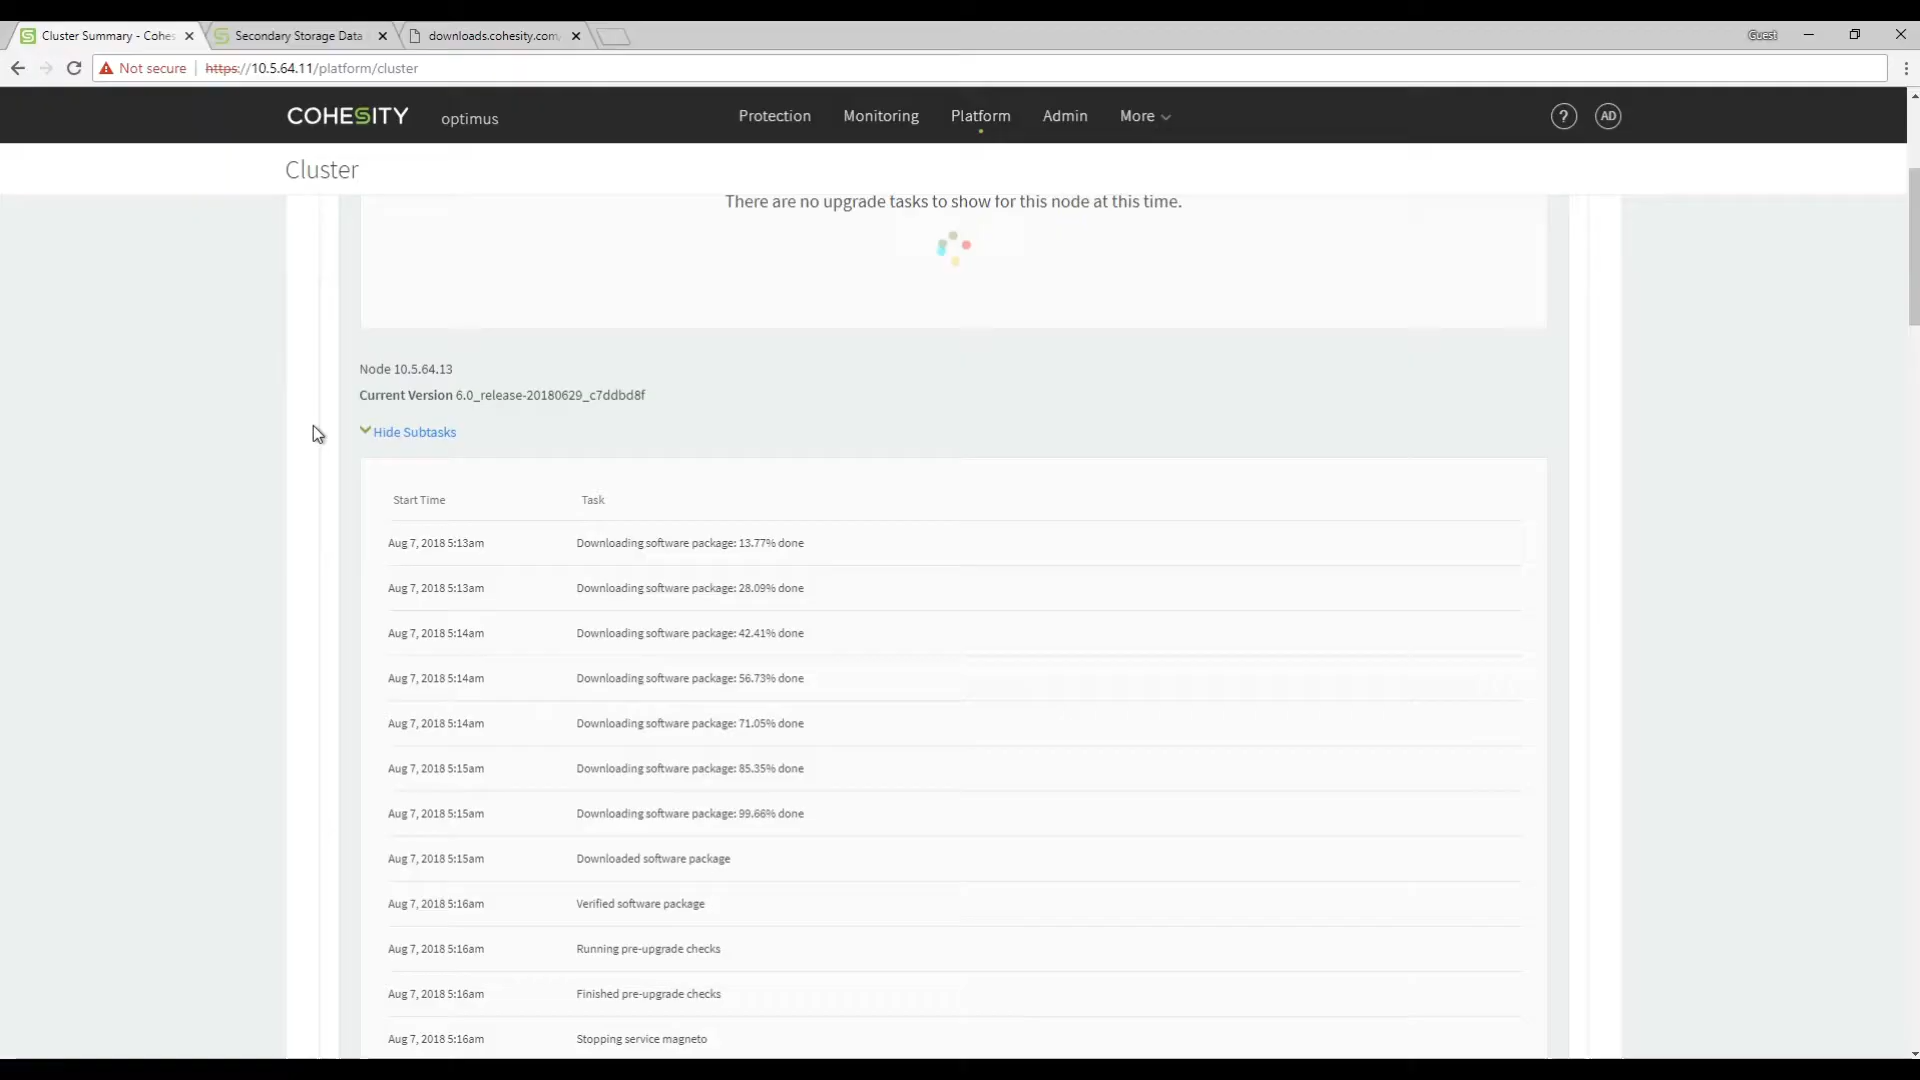 Cluster Summary - Cohes
Secondary Storage Data
downloads.cohesity.com
Guest
Not secure
https://10.5.64.11/platform/cluster
COHESITY
optimus
Protection
Monitoring
Platform
Admin
More
?
AD
Cluster
There are no upgrade tasks to show for this node at this time.
Node 10.5.64.13
Current Version 6.0_release-20180629_c7ddbd8f
Hide Subtasks
Start Time Task
Aug 7, 2018 5:13am Downloading software package: 13.77% done
Aug 7, 2018 5:13am Downloading software package: 28.09% done
Aug 7, 2018 5:14am Downloading software package: 42.41% done
Aug 7, 2018 5:14am Downloading software package: 56.73% done
Aug 7, 2018 5:14am Downloading software package: 71.05% done
Aug 7, 2018 5:15am Downloading software package: 85.35% done
Aug 7, 2018 5:15am Downloading software package: 99.66% done
Aug 7, 2018 5:15am Downloaded software package
Aug 7, 2018 5:16am Verified software package
Aug 7, 2018 5:16am Running pre-upgrade checks
Aug 7, 2018 5:16am Finished pre-upgrade checks
Aug 7, 2018 5:16am Stopping service magneto